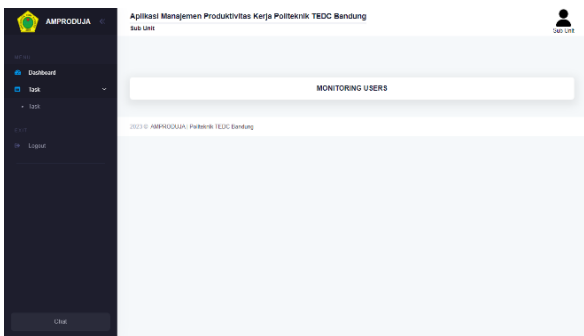 AMPRODUJA
Aplikasi Manajemen Produktivitas Kerja Politeknik TEDC Bandung
Sub Unit
Sub Unit
MENU
Dashboard
Task
Task
EXIT
Logout
MONITORING USERS
2023 © AMPRODUJA | Politeknik TEDC Bandung
Chat